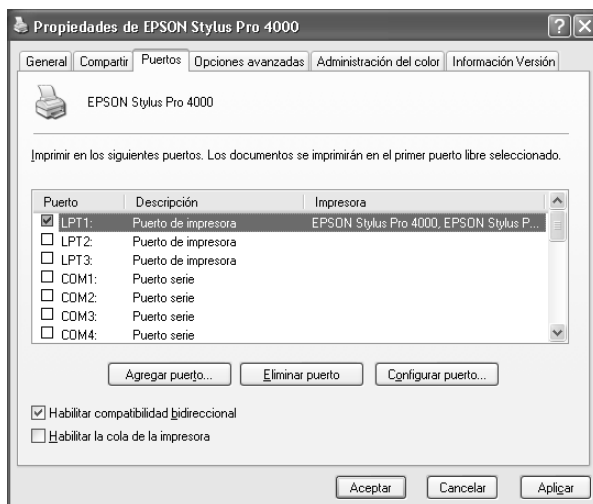 Propiedades de EPSON Stylus Pro 4000
General Compartir Puertos Opciones avanzadas Administración del color Información Versión
EPSON Stylus Pro 4000
Imprimir en los siguientes puertos. Los documentos se imprimirán en el primer puerto libre seleccionado.
Puerto Descripción Impresora
LPT1: Puerto de impresora EPSON Stylus Pro 4000, EPSON Stylus P...
LPT2: Puerto de impresora
LPT3: Puerto de impresora
COM1: Puerto serie
COM2: Puerto serie
COM3: Puerto serie
COM4: Puerto serie
Agregar puerto... Eliminar puerto Configurar puerto...
Habilitar compatibilidad bidireccional
Habilitar la cola de la impresora
Aceptar Cancelar Aplicar